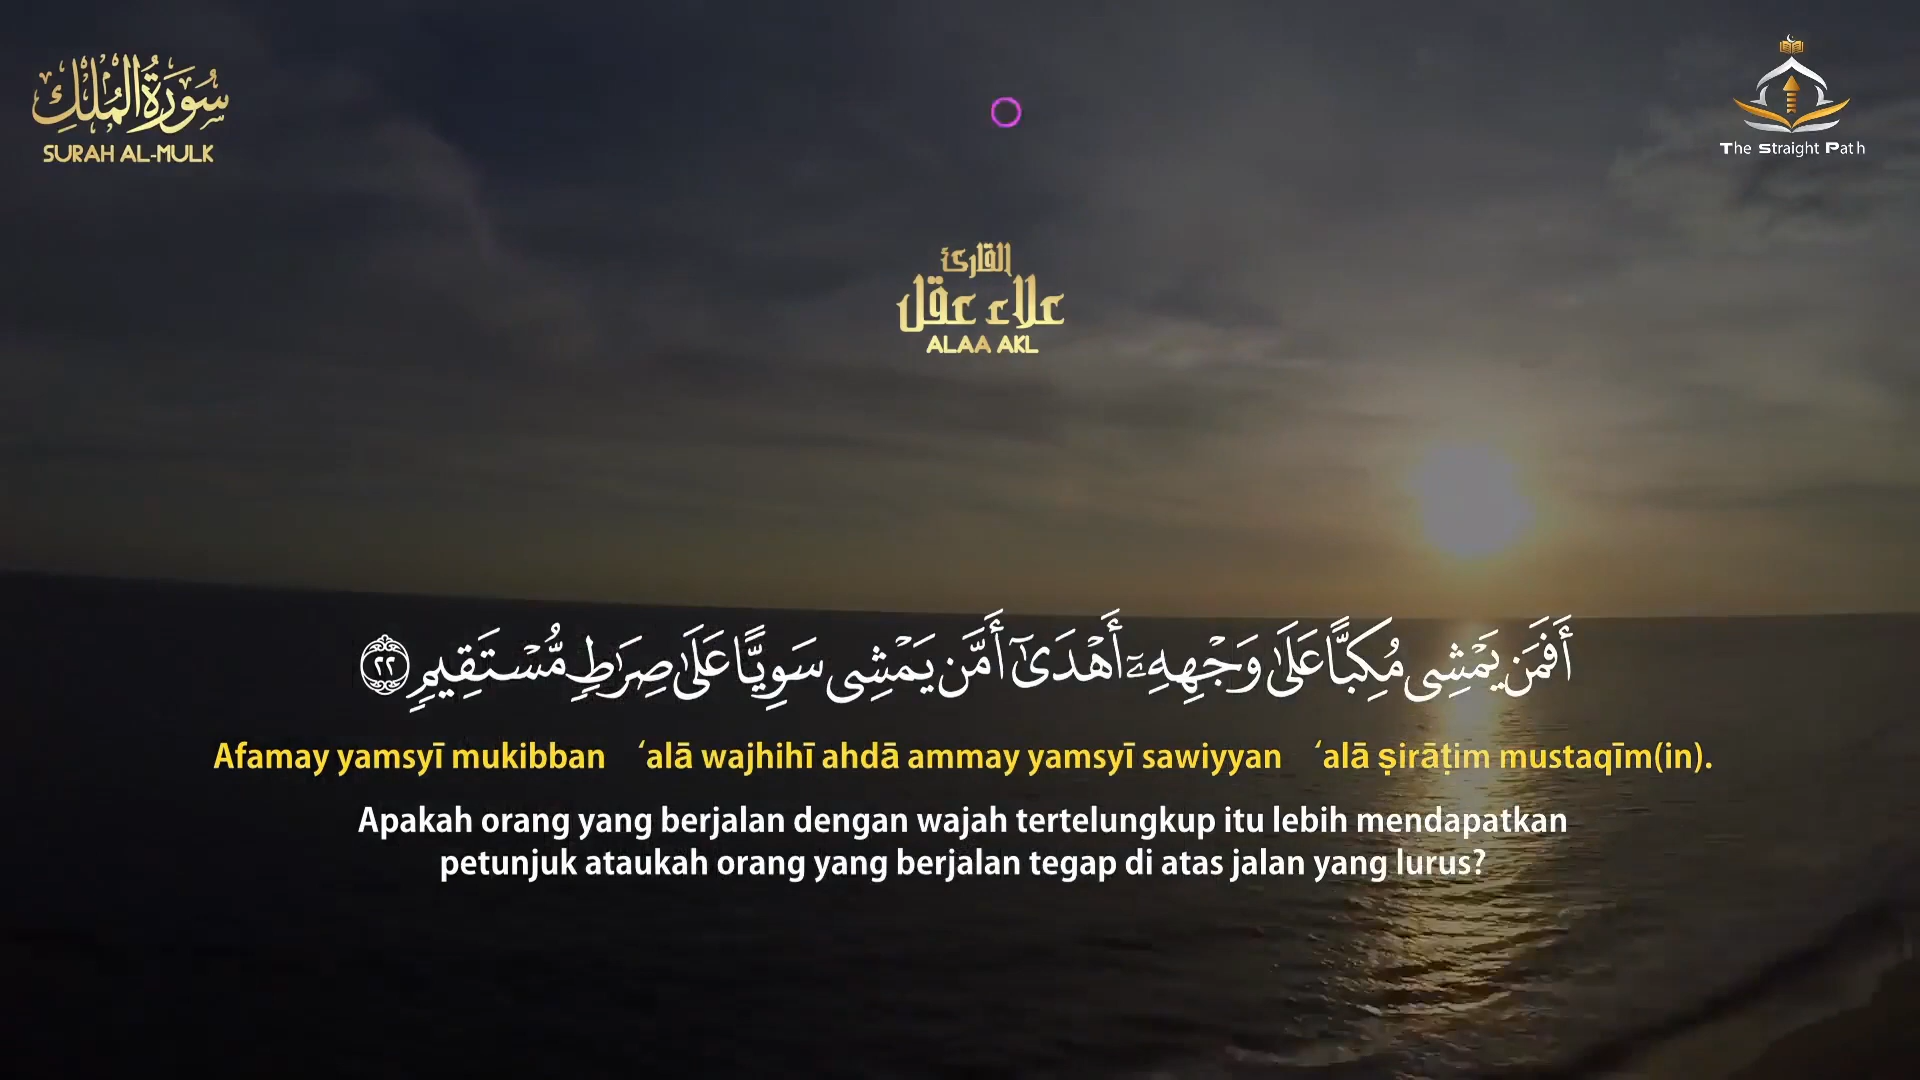 سُورَةُ المُلْكِ
SURAH AL-MULK
The Straight Path
القارئ
علاء عقل
ALAA AKL
أَفَمَن يَمْشِى مُكِبًّا عَلَىٰ وَجْهِهِۦٓ أَهْدَىٰٓ أَمَّن يَمْشِى سَوِيًّا عَلَىٰ صِرَٰطٍ مُّسْتَقِيمٍ ٢٢
Afamay yamsyī mukibban ‘alā wajhihī ahdā ammay yamsyī sawiyyan ‘alā ṣirāṭim mustaqīm(in).
Apakah orang yang berjalan dengan wajah tertelungkup itu lebih mendapatkan
petunjuk ataukah orang yang berjalan tegap di atas jalan yang lurus?